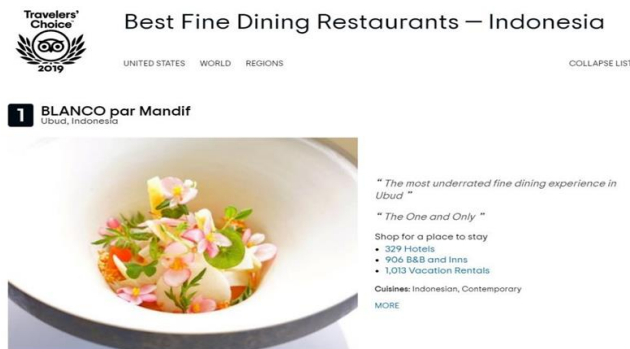 Travelers'
Choice
2019
Best Fine Dining Restaurants — Indonesia
UNITED STATES WORLD REGIONS
COLLAPSE LIST
1 BLANCO par Mandif
Ubud, Indonesia
“ The most underrated fine dining experience in
Ubud ”
“ The One and Only ”
Shop for a place to stay
• 329 Hotels
• 906 B&B and Inns
• 1,013 Vacation Rentals
Cuisines: Indonesian, Contemporary
MORE